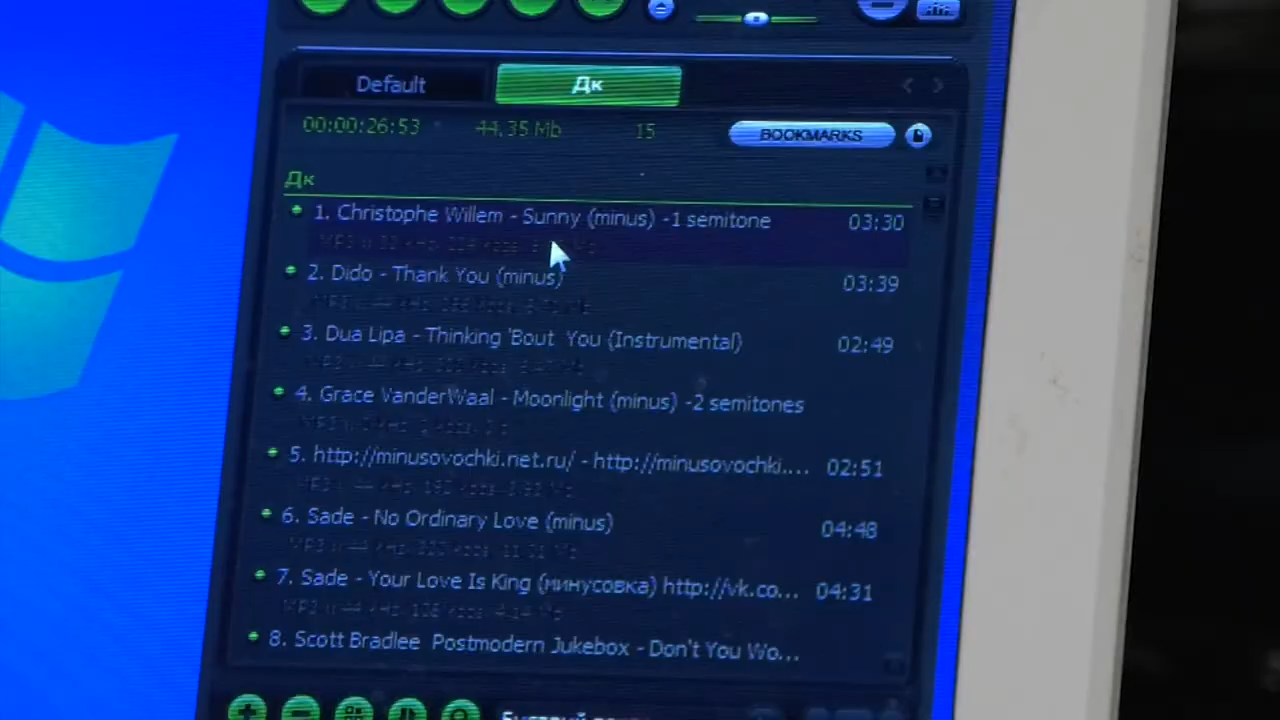 Default Дк
00:00:26:53 44.35 Mb 15 BOOKMARKS
Дк
1. Christophe Willem - Sunny (minus) -1 semitone 03:30
2. Dido - Thank You (minus) 03:39
3. Dua Lipa - Thinking 'Bout You (Instrumental) 02:49
4. Grace VanderWaal - Moonlight (minus) -2 semitones
5. http://minusovochki.net.ru/ - http://minusovochki.... 02:51
6. Sade - No Ordinary Love (minus) 04:48
7. Sade - Your Love Is King (минусовка) http://vk.co... 04:31
8. Scott Bradlee Postmodern Jukebox - Don't You Wo...